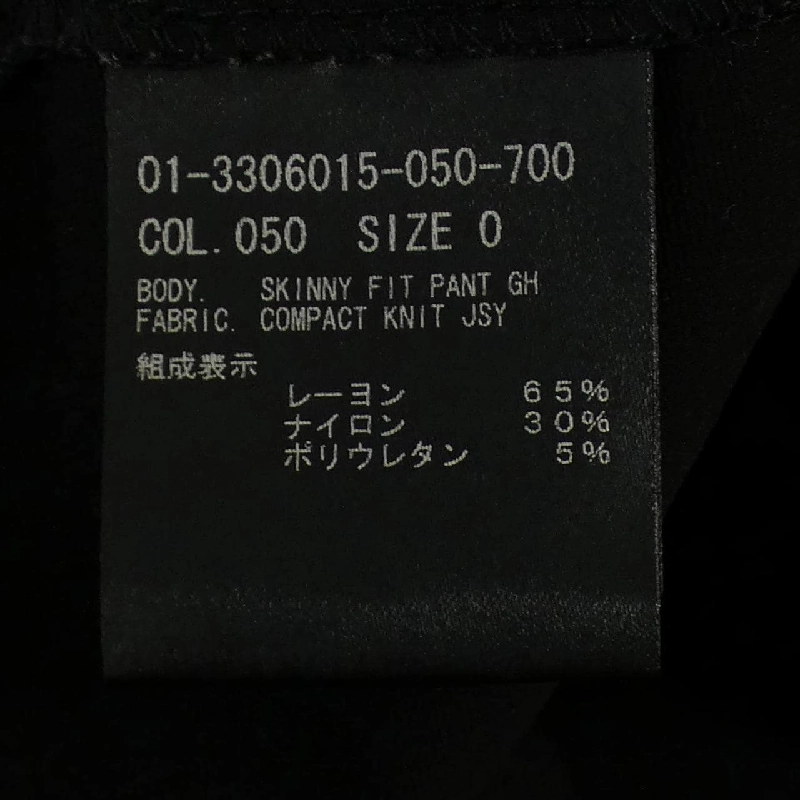 01-3306015-050-700
COL. 050 SIZE 0
BODY. SKINNY FIT PANT GH
FABRIC. COMPACT KNIT JSY
組成表示
レーヨン 65%
ナイロン 30%
ポリウレタン 5%